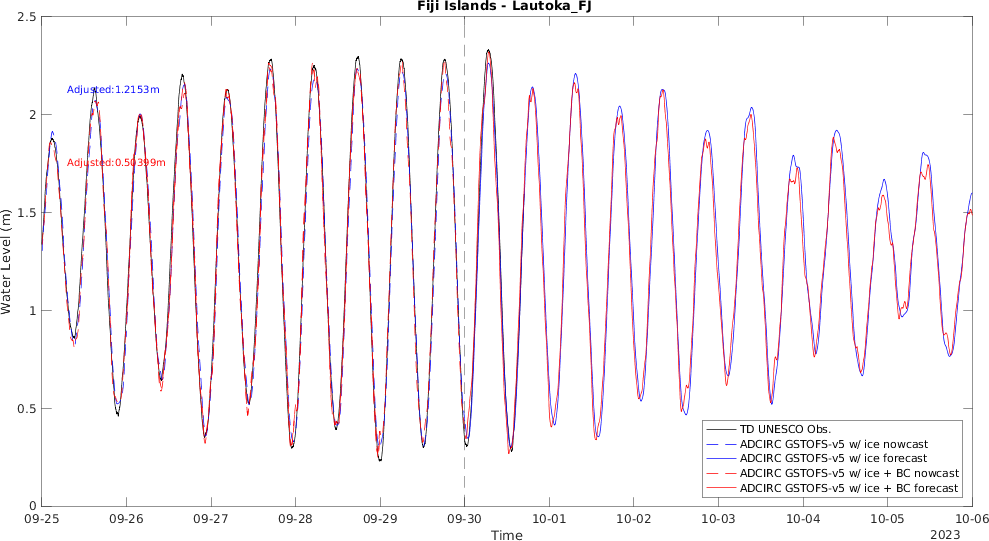 Fiji Islands - Lautoka_FJ
2.5
2
1.5
1
0.5
0
Water Level (m)
Adjusted:1.2153m
Adjusted:0.50399m
TD UNESCO Obs.
ADCIRC GSTOFS-v5 w/ ice nowcast
ADCIRC GSTOFS-v5 w/ ice forecast
ADCIRC GSTOFS-v5 w/ ice + BC nowcast
ADCIRC GSTOFS-v5 w/ ice + BC forecast
09-25 09-26 09-27 09-28 09-29 09-30 10-01 10-02 10-03 10-04 10-05 10-06
Time
2023